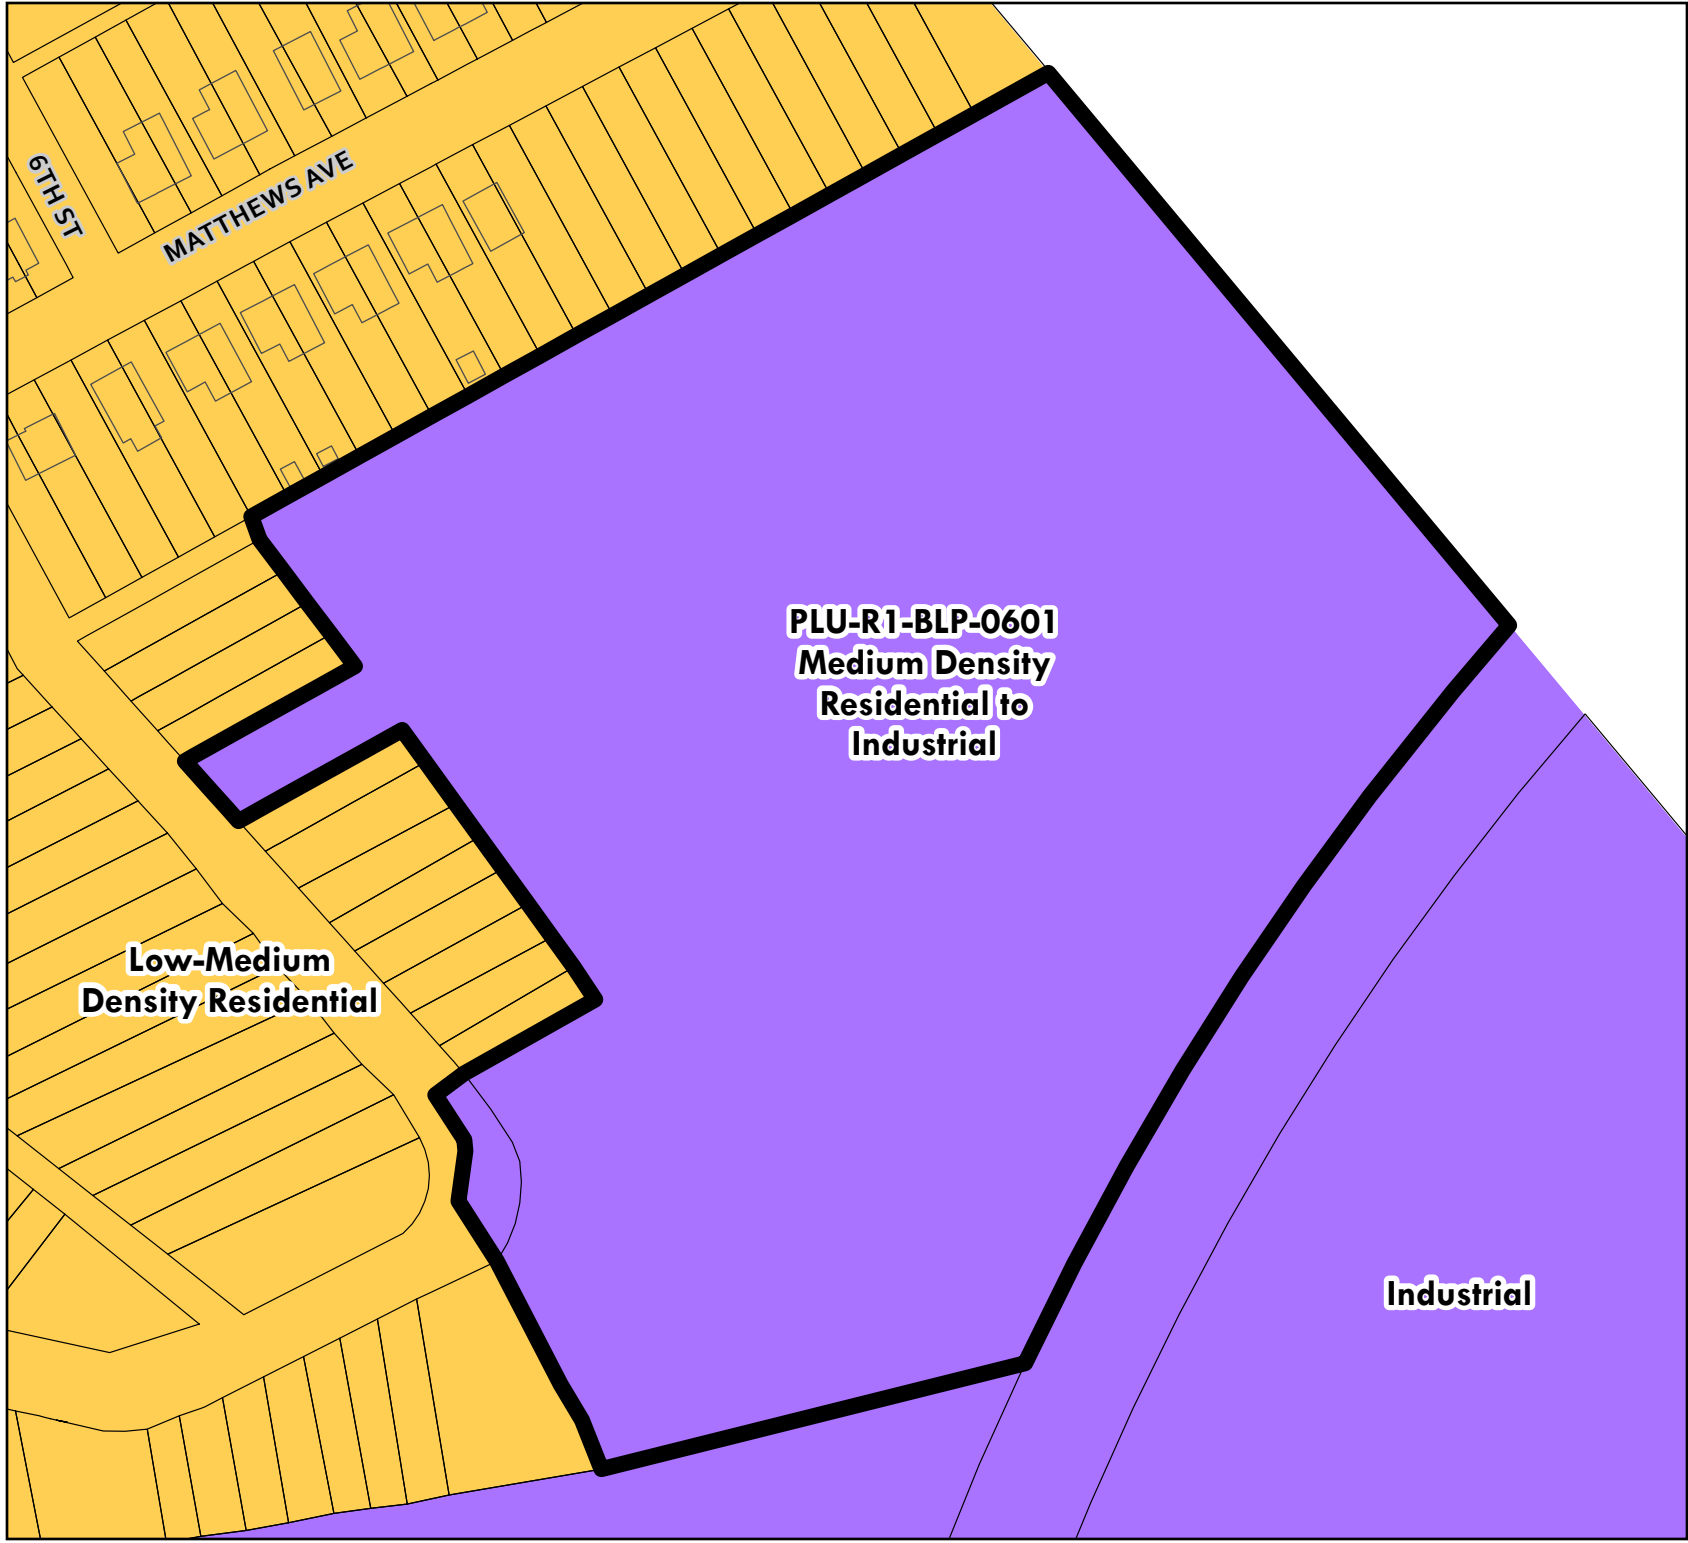 6TH ST
MATTHEWS AVE
PLU-R1-BLP-0601
Medium Density
Residential to
Industrial
Low-Medium
Density Residential
Industrial